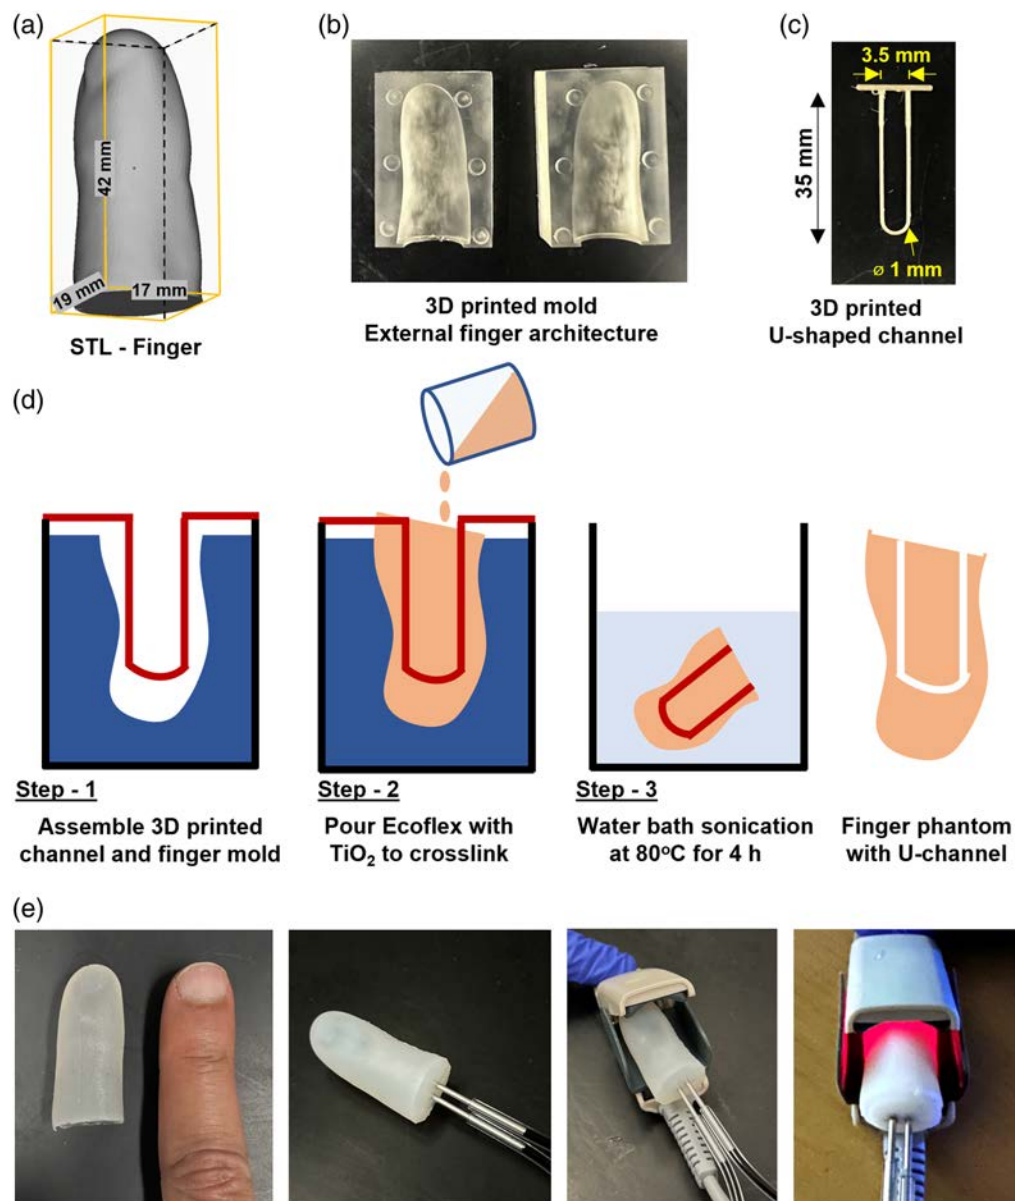 (a)
42 mm
19 mm
17 mm
STL - Finger
(b)
3D printed mold
External finger architecture
(c)
3.5 mm
35 mm
ø 1 mm
3D printed
U-shaped channel
(d)
Step - 1
Assemble 3D printed
channel and finger mold
Step - 2
Pour Ecoflex with
TiO₂ to crosslink
Step - 3
Water bath sonication
at 80ºC for 4 h
Finger phantom
with U-channel
(e)